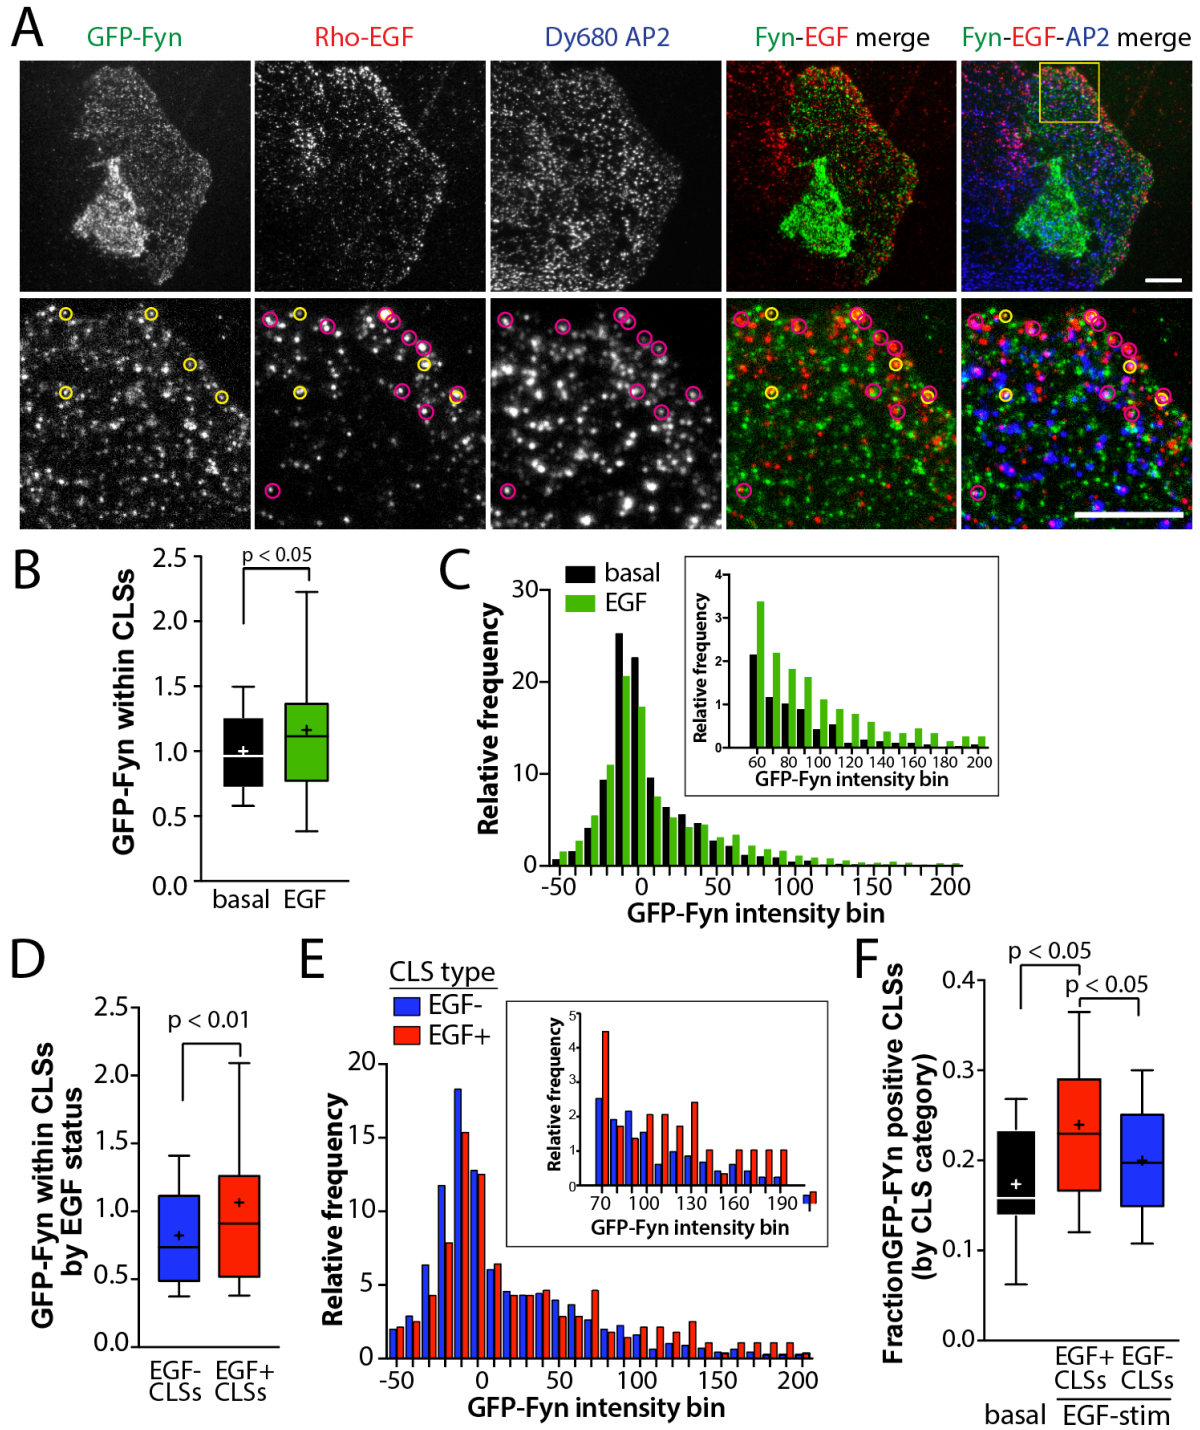 A
GFP-Fyn
Rho-EGF
Dy680 AP2
Fyn-EGF merge
Fyn-EGF-AP2 merge
B
GFP-Fyn within CLSs
2.5
2.0
1.5
1.0
0.5
0.0
p < 0.05
basal EGF
C
basal
EGF
Relative frequency
30
20
10
0
-50 0 50 100 150 200
GFP-Fyn intensity bin
Relative frequency
4
3
2
1
0
60 80 100 120 140 160 180 200
GFP-Fyn intensity bin
D
GFP-Fyn within CLSs
by EGF status
2.5
2.0
1.5
1.0
0.5
0.0
p < 0.01
EGF- EGF+
CLSs CLSs
E
CLS type
EGF-
EGF+
Relative frequency
20
15
10
5
0
-50 0 50 100 150 200
GFP-Fyn intensity bin
Relative frequency
5
4
3
2
1
0
70 100 130 160 190
GFP-Fyn intensity bin
F
FractionGFP-FYn positive CLSs
(by CLS category)
0.4
0.3
0.2
0.1
0.0
p < 0.05
p < 0.05
EGF+ EGF-
CLSs CLSs
basal EGF-stim